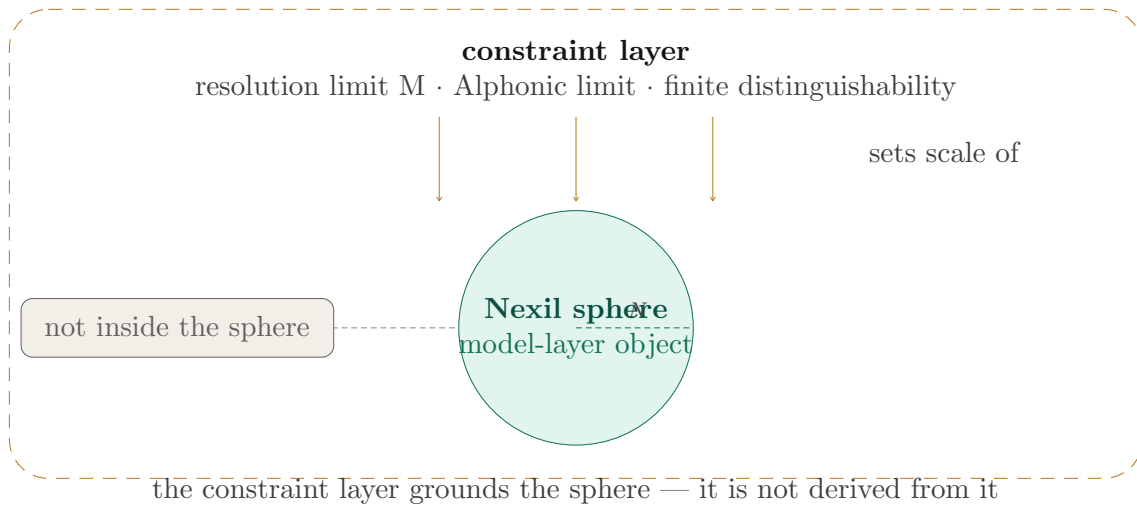 constraint layer
resolution limit M · Alphonic limit · finite distinguishability
sets scale of
Nexil sphere
N
not inside the sphere
model-layer object
the constraint layer grounds the sphere — it is not derived from it